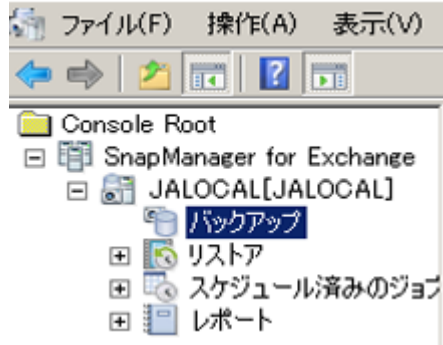 ファイル(F) 操作(A) 表示(V)
Console Root
SnapManager for Exchange
JALOCAL[JALOCAL]
バックアップ
リストア
スケジュール済みのジョブ
レポート